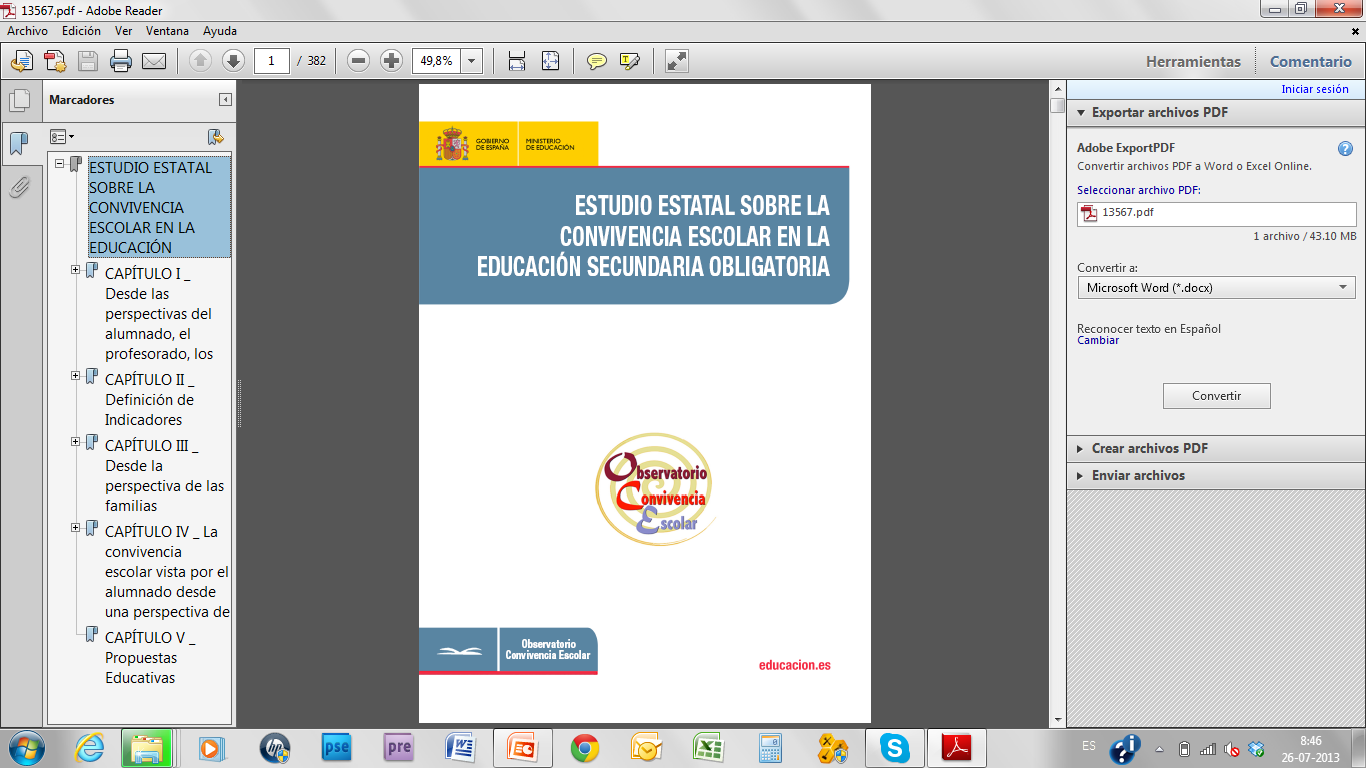 13567.pdf - Adobe Reader
Archivo Edición Ver Ventana Ayuda
1 / 382 49,8% Herramientas Comentario
Marcadores
ESTUDIO ESTATAL
SOBRE LA
CONVIVENCIA
ESCOLAR EN LA
EDUCACIÓN
CAPÍTULO I _
Desde las
perspectivas del
alumnado, el
profesorado, los
CAPÍTULO II _
Definición de
Indicadores
CAPÍTULO III _
Desde la
perspectiva de las
familias
CAPÍTULO IV _ La
convivencia
escolar vista por el
alumnado desde
una perspectiva de
CAPÍTULO V _
Propuestas
Educativas
GOBIERNO
DE ESPAÑA
MINISTERIO
DE EDUCACIÓN
ESTUDIO ESTATAL SOBRE LA
CONVIVENCIA ESCOLAR EN LA
EDUCACIÓN SECUNDARIA OBLIGATORIA
Observatorio
Convivencia
Escolar
Observatorio
Convivencia Escolar
educacion.es
Iniciar sesión
Exportar archivos PDF
Adobe ExportPDF
Convertir archivos PDF a Word o Excel Online.
Seleccionar archivo PDF:
13567.pdf
1 archivo / 43.10 MB
Convertir a:
Microsoft Word (*.docx)
Reconocer texto en Español
Cambiar
Convertir
Crear archivos PDF
Enviar archivos
hp pse pre ES 8:46
26-07-2013